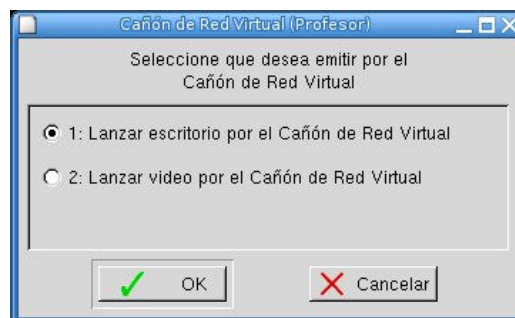 Cañón de Red Virtual (Profesor)
Seleccione que desea emitir por el
Cañón de Red Virtual
1: Lanzar escritorio por el Cañón de Red Virtual
2: Lanzar video por el Cañón de Red Virtual
OK
Cancelar